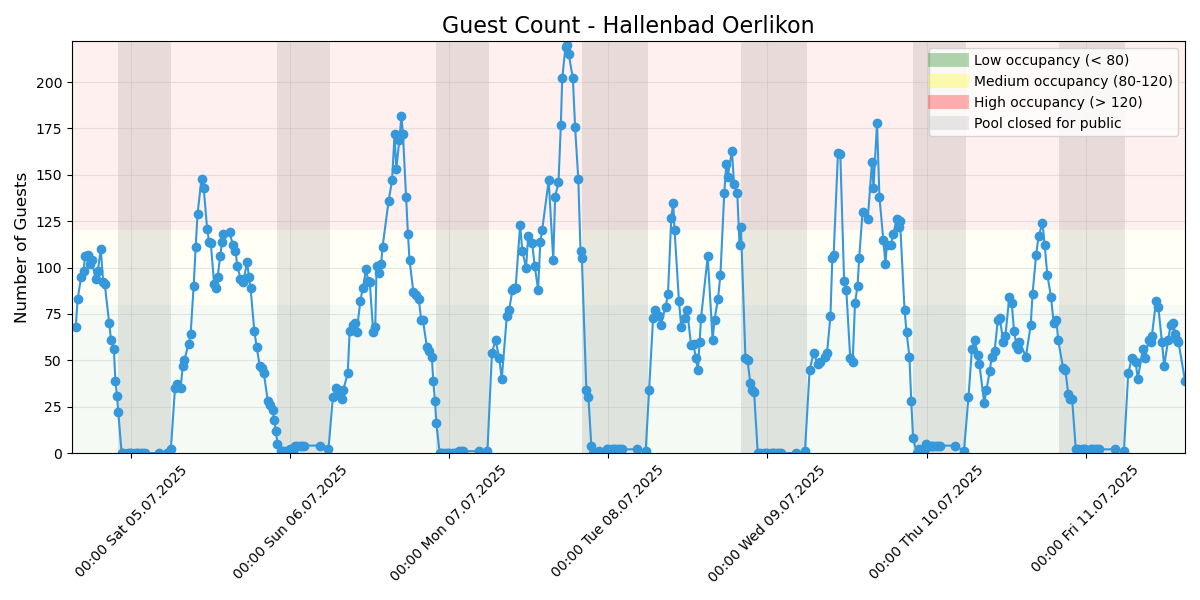 Guest Count - Hallenbad Oerlikon
Number of Guests
200
175
150
125
100
75
50
25
0
Low occupancy (< 80)
Medium occupancy (80-120)
High occupancy (> 120)
Pool closed for public
00:00 Sat 05.07.2025
00:00 Sun 06.07.2025
00:00 Mon 07.07.2025
00:00 Tue 08.07.2025
00:00 Wed 09.07.2025
00:00 Thu 10.07.2025
00:00 Fri 11.07.2025